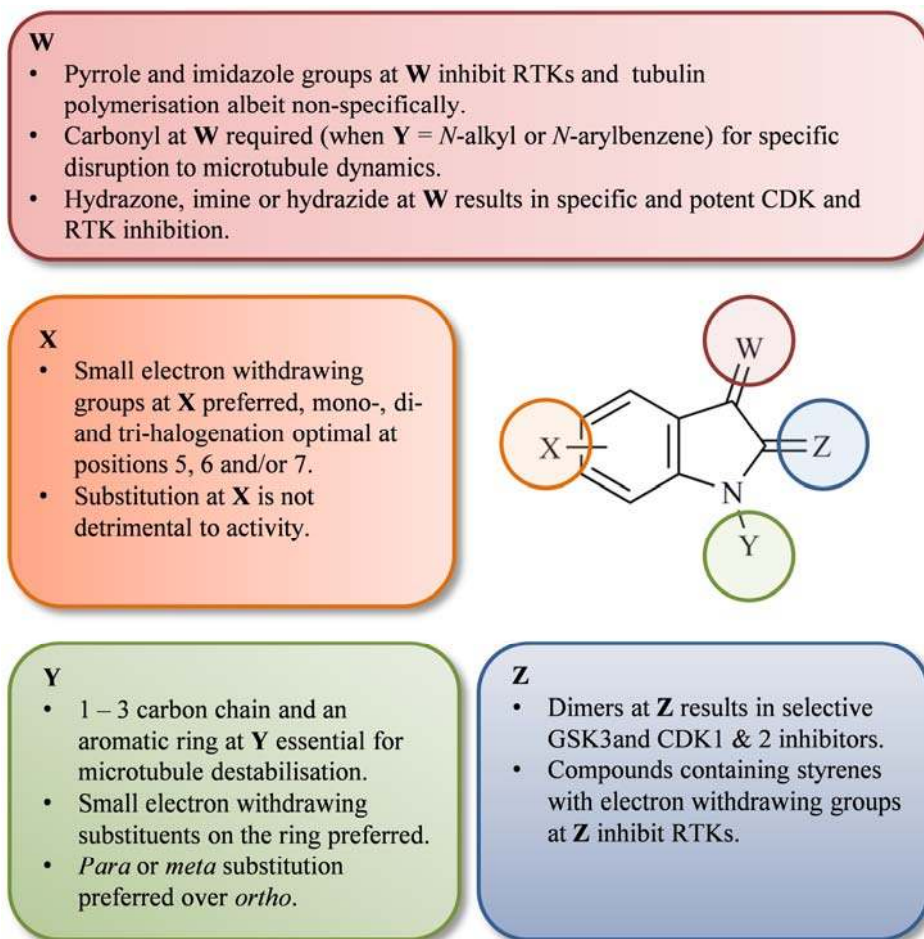 W
• Pyrrole and imidazole groups at W inhibit RTKs and tubulin
polymerisation albeit non-specifically.
• Carbonyl at W required (when Y = N-alkyl or N-arylbenzene) for specific
disruption to microtubule dynamics.
• Hydrazone, imine or hydrazide at W results in specific and potent CDK and
RTK inhibition.
X
• Small electron withdrawing
groups at X preferred, mono-, di-
and tri-halogenation optimal at
positions 5, 6 and/or 7.
• Substitution at X is not
detrimental to activity.
W
X
Z
N
Y
Y
• 1 – 3 carbon chain and an
aromatic ring at Y essential for
microtubule destabilisation.
• Small electron withdrawing
substituents on the ring preferred.
• Para or meta substitution
preferred over ortho.
Z
• Dimers at Z results in selective
GSK3and CDK1 & 2 inhibitors.
• Compounds containing styrenes
with electron withdrawing groups
at Z inhibit RTKs.